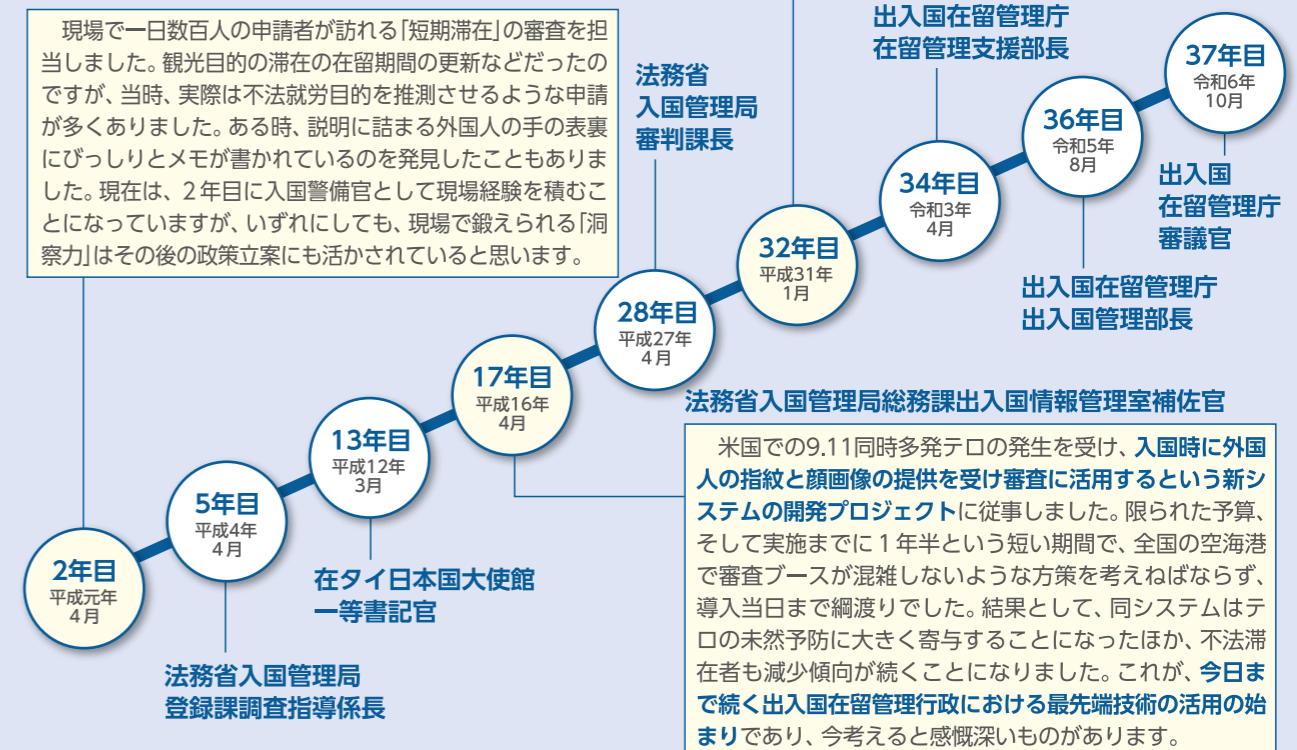 現場で一日数百人の申請者が訪れる「短期滞在」の審査を担
当しました。観光目的の滞在の在留期間の更新などだったの
ですが、当時、実際は不法就労目的を推測させるような申請
が多くありました。ある時、説明に詰まる外国人の手の表裏
にびっしりとメモが書かれているのを発見したこともありま
した。現在は、2年目に入国警備官として現場経験を積むこ
とになっていますが、いずれにしても、現場で鍛えられる「洞
察力」はその後の政策立案にも活かされていると思います。
2年目
平成元年
4月
5年目
平成4年
4月
法務省入国管理局
登録課調査指導係長
13年目
平成12年
3月
在タイ日本国大使館
一等書記官
17年目
平成16年
4月
法務省入国管理局総務課出入国情報管理室補佐官
米国での9.11同時多発テロの発生を受け、入国時に外国
人の指紋と顔画像の提供を受け審査に活用するという新シ
ステムの開発プロジェクトに従事しました。限られた予算、
そして実施までに1年半という短い期間で、全国の空海港
で審査ブースが混雑しないような方策を考えねばならず、
導入当日まで綱渡りでした。結果として、同システムはテ
ロの未然予防に大きく寄与することになったほか、不法滞
在者も減少傾向が続くことになりました。これが、今日ま
で続く出入国在留管理行政における最先端技術の活用の始
まりであり、今考えると感慨深いものがあります。
28年目
平成27年
4月
法務省
入国管理局
審判課長
32年目
平成31年
1月
34年目
令和3年
4月
出入国在留管理庁
在留管理支援部長
36年目
令和5年
8月
出入国在留管理庁
出入国管理部長
37年目
令和6年
10月
出入国
在留管理庁
審議官